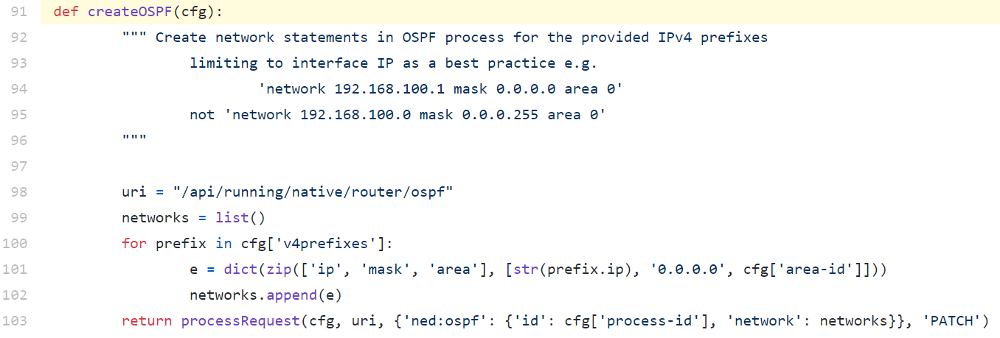 91 def createOSPF(cfg):
92 """ Create network statements in OSPF process for the provided IPv4 prefixes
93 limiting to interface IP as a best practice e.g.
94 'network 192.168.100.1 mask 0.0.0.0 area 0'
95 not 'network 192.168.100.0 mask 0.0.0.255 area 0'
96 """
97
98 uri = "/api/running/native/router/ospf"
99 networks = list()
100 for prefix in cfg['v4prefixes']:
101 e = dict(zip(['ip', 'mask', 'area'], [str(prefix.ip), '0.0.0.0', cfg['area-id']]))
102 networks.append(e)
103 return processRequest(cfg, uri, {'ned:ospf': {'id': cfg['process-id'], 'network': networks}}, 'PATCH')